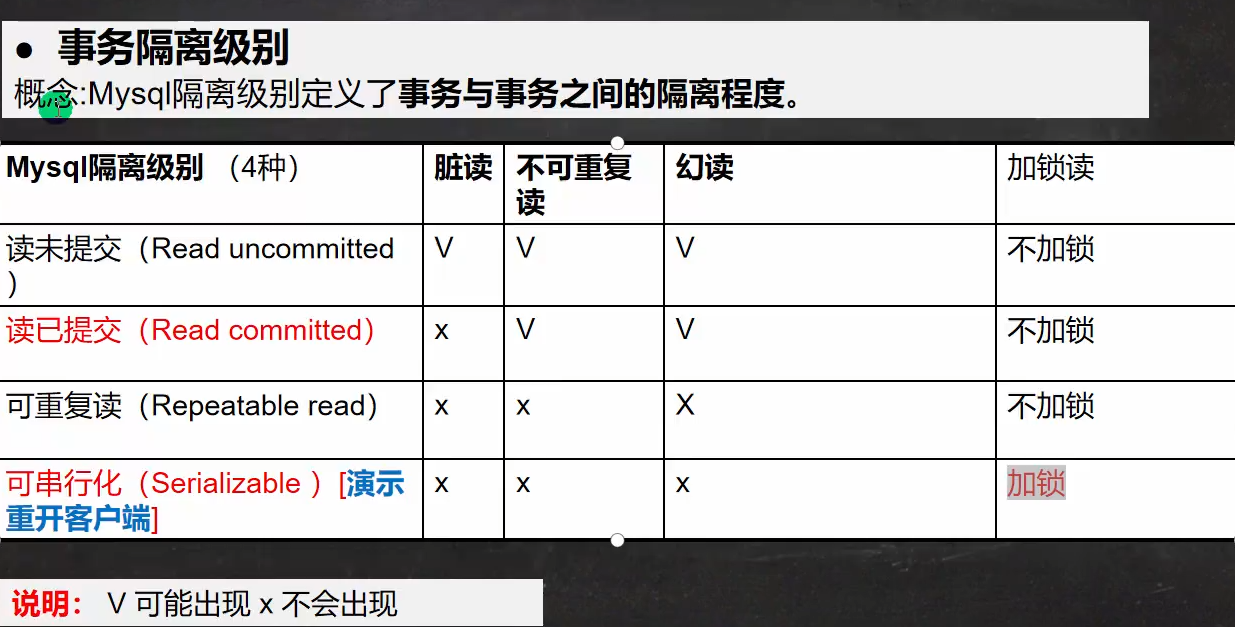 ● 事务隔离级别
概念:Mysql隔离级别定义了事务与事务之间的隔离程度。
Mysql隔离级别 （4种） 脏读 不可重复 幻读 加锁读
读
读未提交（Read uncommitted V V V 不加锁
）
读已提交（Read committed） x V V 不加锁
可重复读（Repeatable read） x x X 不加锁
可串行化（Serializable ）[演示 x x x 加锁
重开客户端]
说明： V 可能出现 x 不会出现